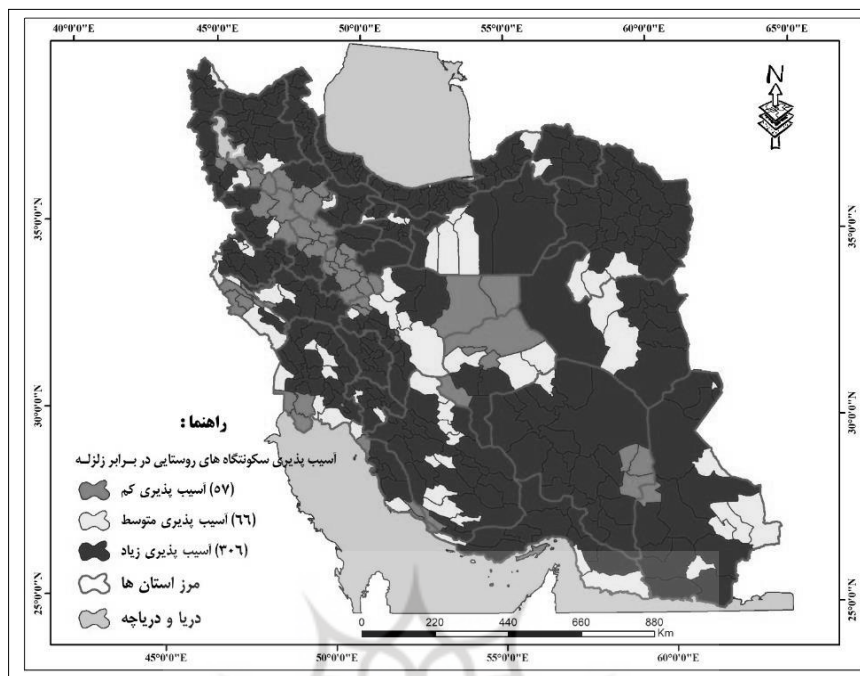 40°0'0"E 45°0'0"E 50°0'0"E 55°0'0"E 60°0'0"E 65°0'0"E
N
35°0'0"N 35°0'0"N
30°0'0"N 30°0'0"N
راهنما :
آسیب پذیری سکونتگاه های روستایی در برابر زلزله
آسیب پذیری کم (۵۷)
آسیب پذیری متوسط (۶۶)
آسیب پذیری زیاد (۳۰۶)
مرز استان ها
دریا و دریاچه
25°0'0"N 25°0'0"N
0 220 440 660 880
Km
45°0'0"E 50°0'0"E 55°0'0"E 60°0'0"E